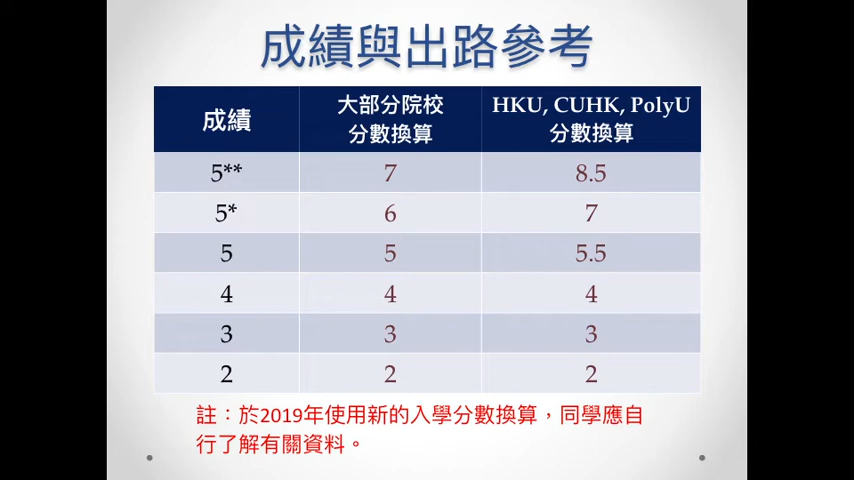 成績與出路參考
成績
大部分院校
分數換算
HKU, CUHK, PolyU
分數換算
5** 7 8.5
5* 6 7
5 5 5.5
4 4 4
3 3 3
2 2 2
註：於2019年使用新的入學分數換算，同學應自
行了解有關資料。